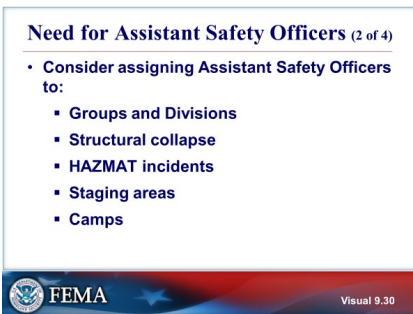 Need for Assistant Safety Officers (2 of 4)
• Consider assigning Assistant Safety Officers
to:
▪ Groups and Divisions
▪ Structural collapse
▪ HAZMAT incidents
▪ Staging areas
▪ Camps
FEMA
Visual 9.30